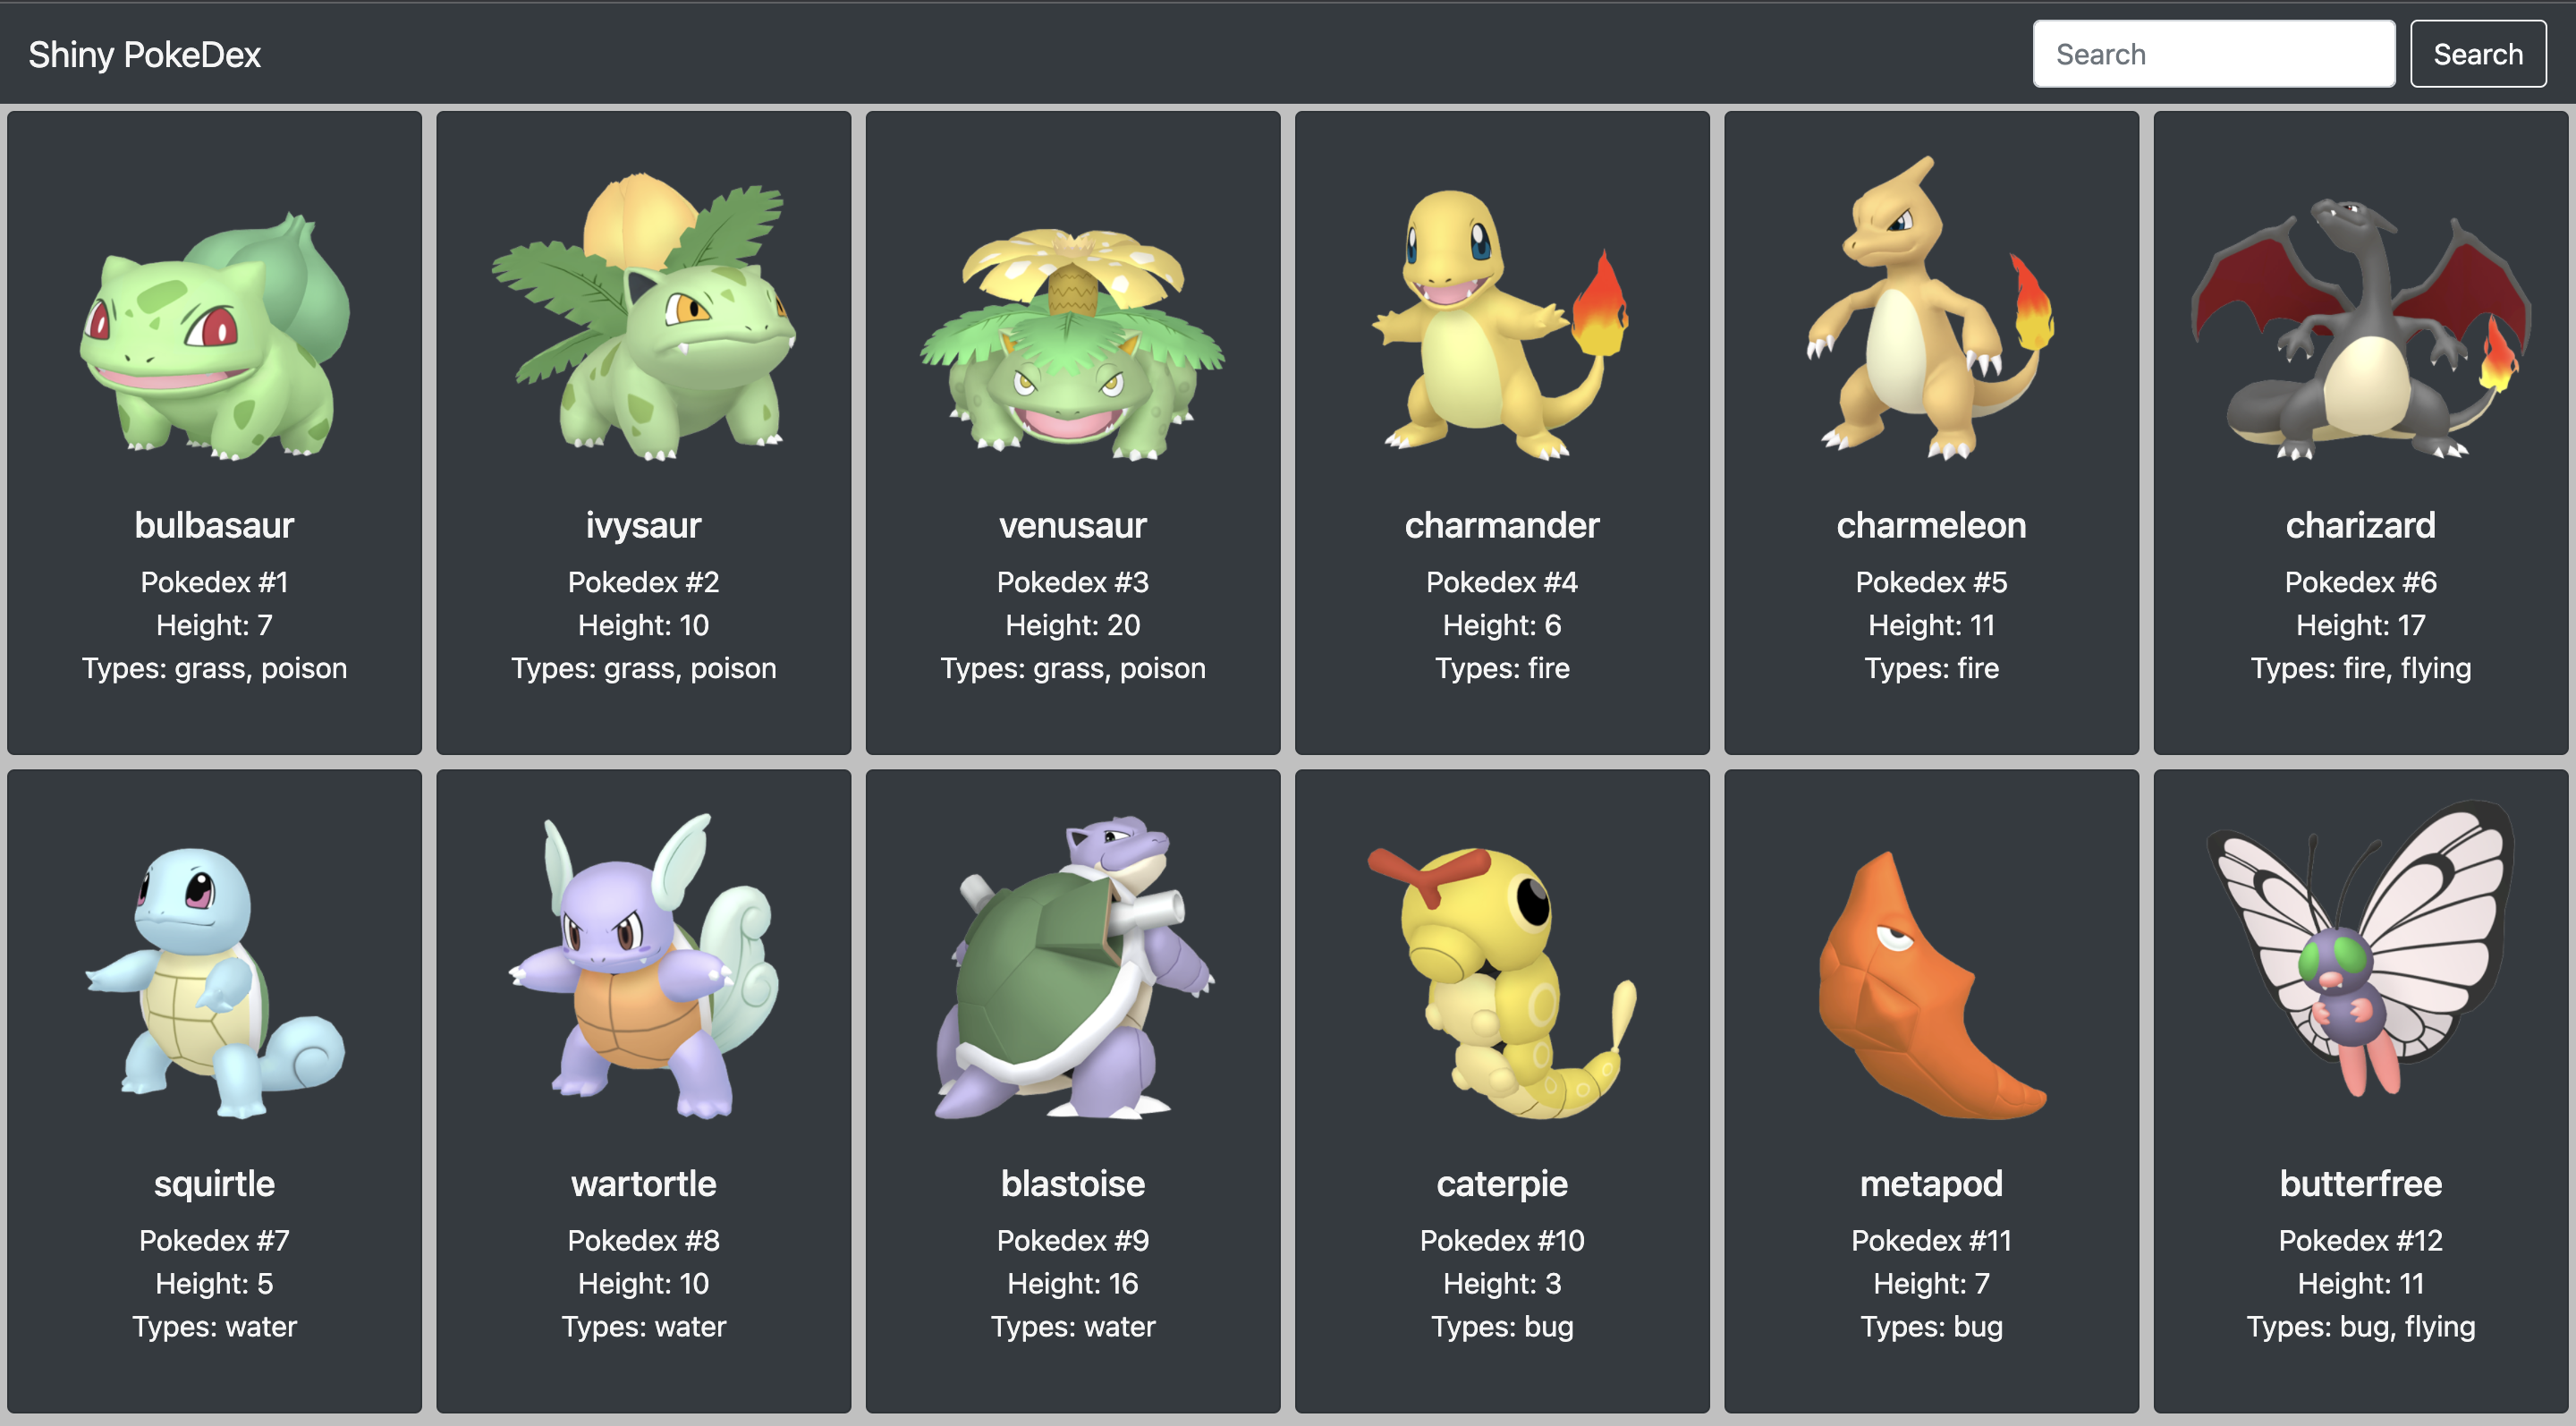 Shiny PokeDex
Search
Search
bulbasaur
Pokedex #1
Height: 7
Types: grass, poison
ivysaur
Pokedex #2
Height: 10
Types: grass, poison
venusaur
Pokedex #3
Height: 20
Types: grass, poison
charmander
Pokedex #4
Height: 6
Types: fire
charmeleon
Pokedex #5
Height: 11
Types: fire
charizard
Pokedex #6
Height: 17
Types: fire, flying
squirtle
Pokedex #7
Height: 5
Types: water
wartortle
Pokedex #8
Height: 10
Types: water
blastoise
Pokedex #9
Height: 16
Types: water
caterpie
Pokedex #10
Height: 3
Types: bug
metapod
Pokedex #11
Height: 7
Types: bug
butterfree
Pokedex #12
Height: 11
Types: bug, flying